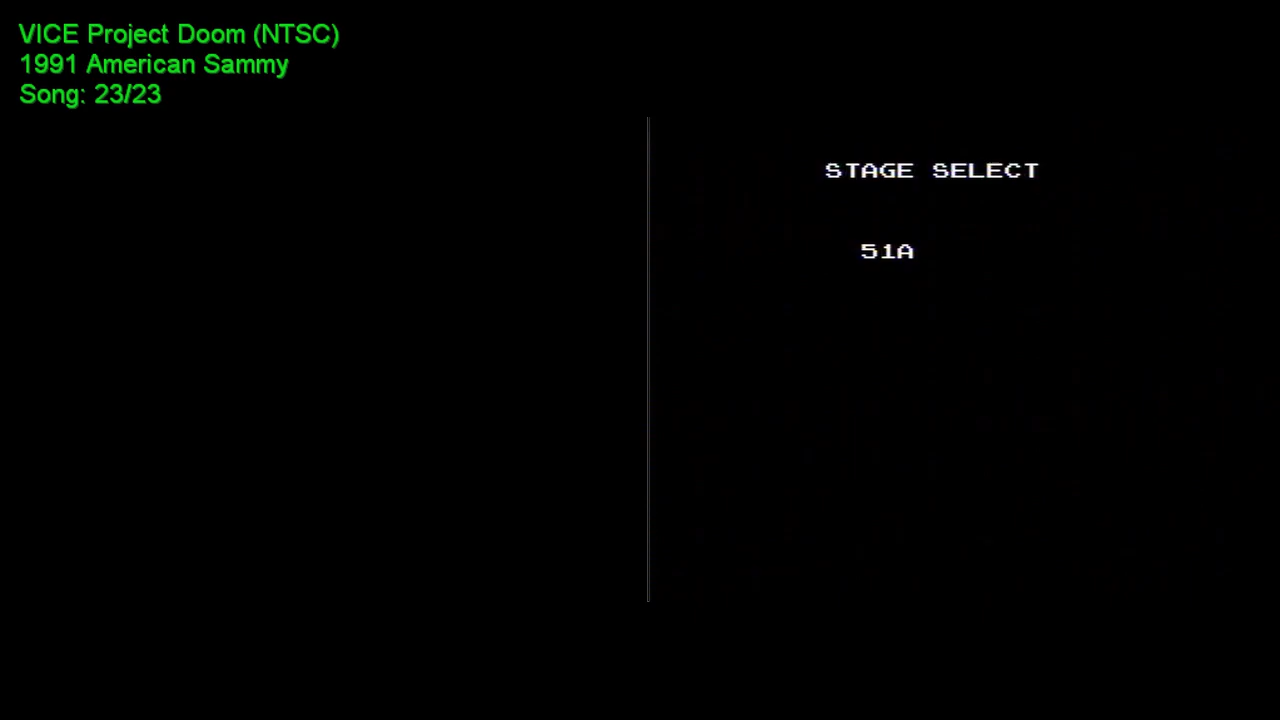 VICE Project Doom (NTSC)
1991 American Sammy
Song: 23/23
STAGE SELECT
51A